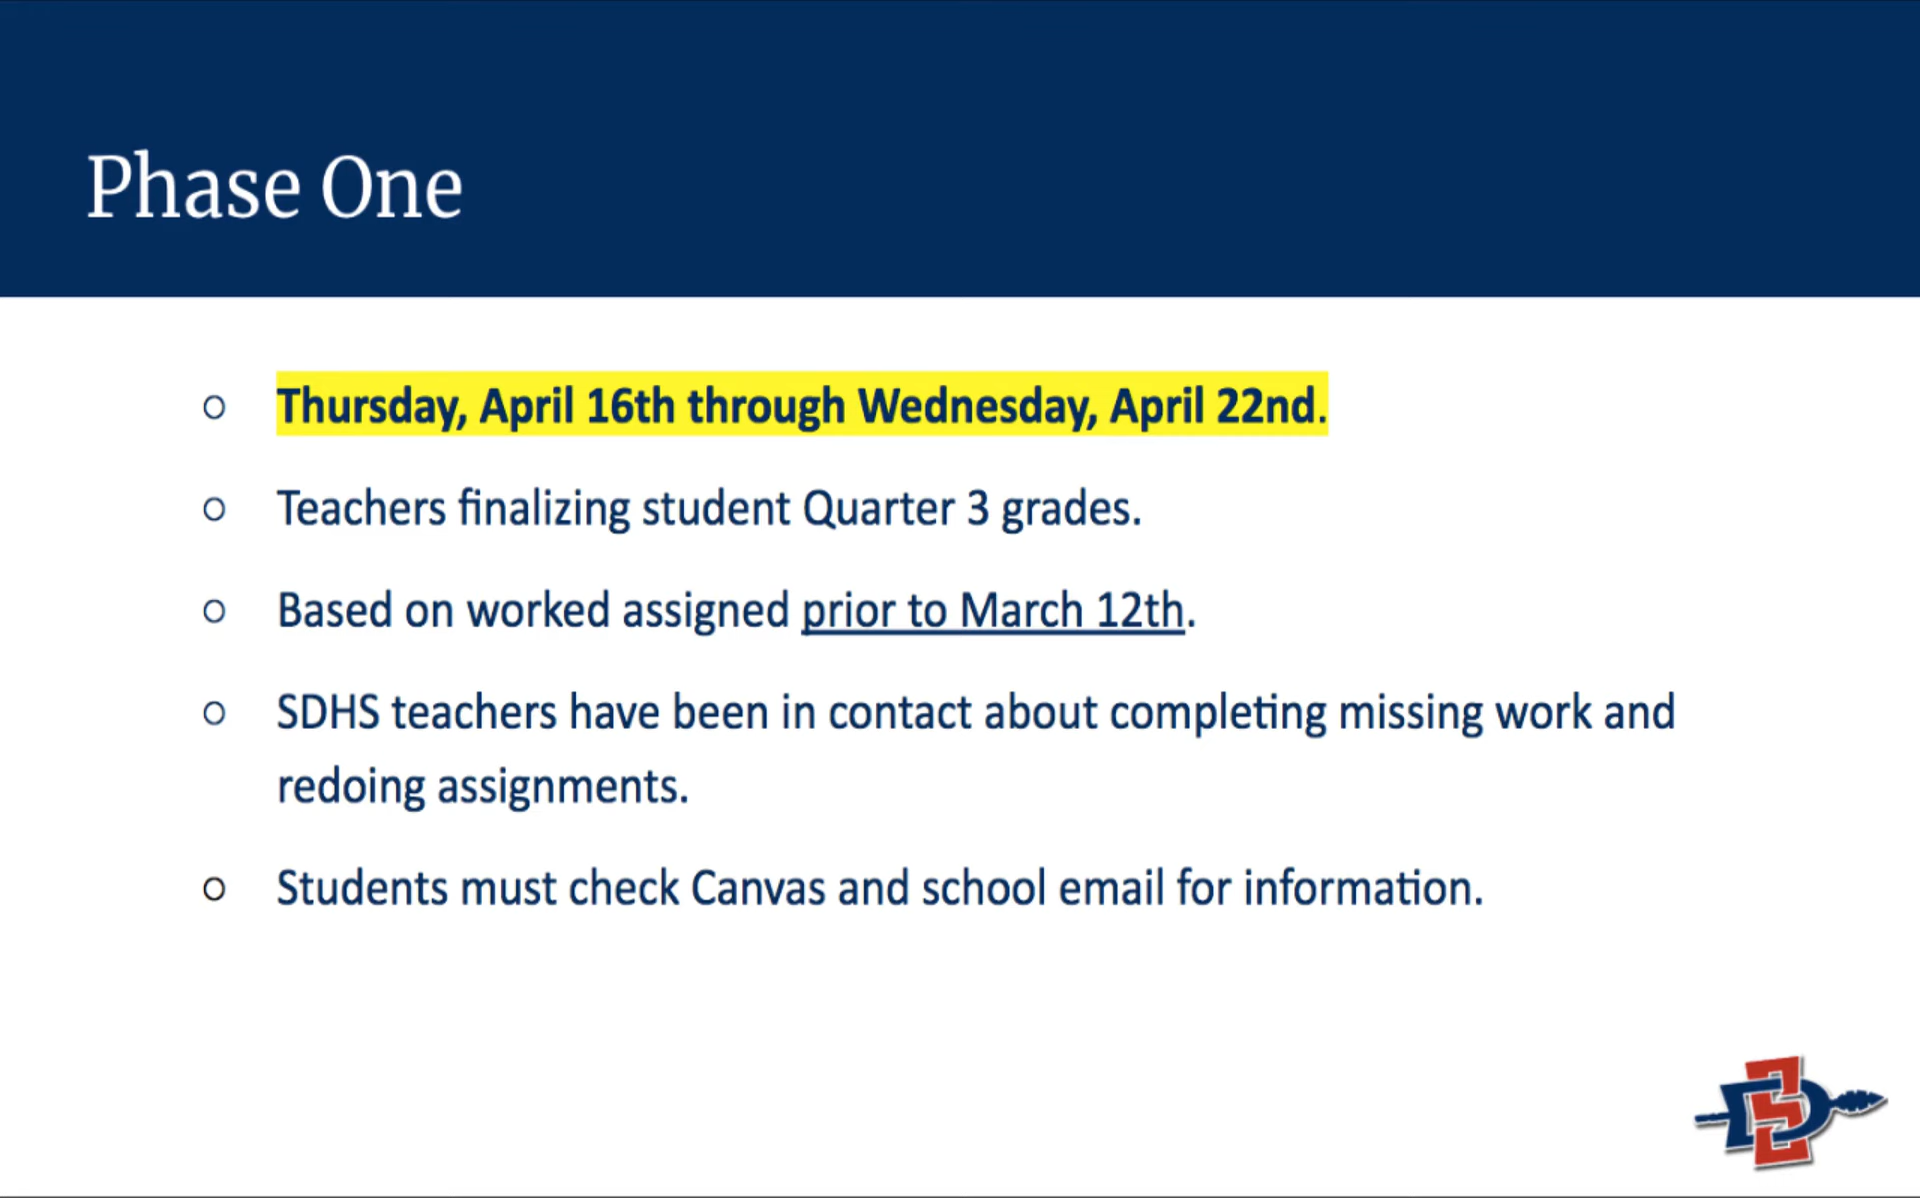 Phase One
Thursday, April 16th through Wednesday, April 22nd.
Teachers finalizing student Quarter 3 grades.
Based on worked assigned prior to March 12th.
SDHS teachers have been in contact about completing missing work and
redoing assignments.
Students must check Canvas and school email for information.
SD